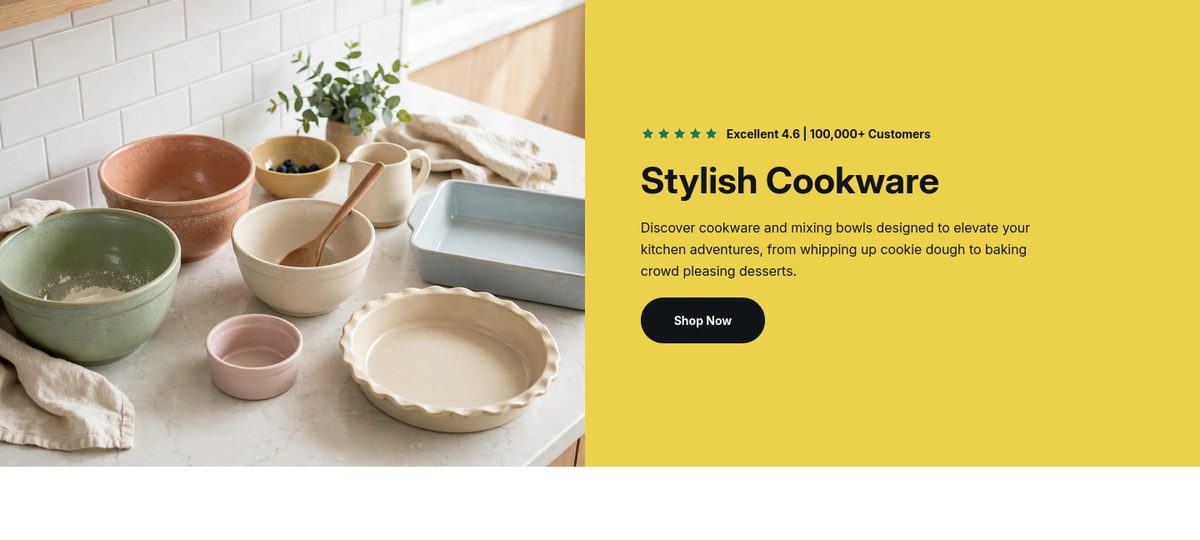 Excellent 4.6 | 100,000+ Customers
Stylish Cookware
Discover cookware and mixing bowls designed to elevate your
kitchen adventures, from whipping up cookie dough to baking
crowd pleasing desserts.
Shop Now